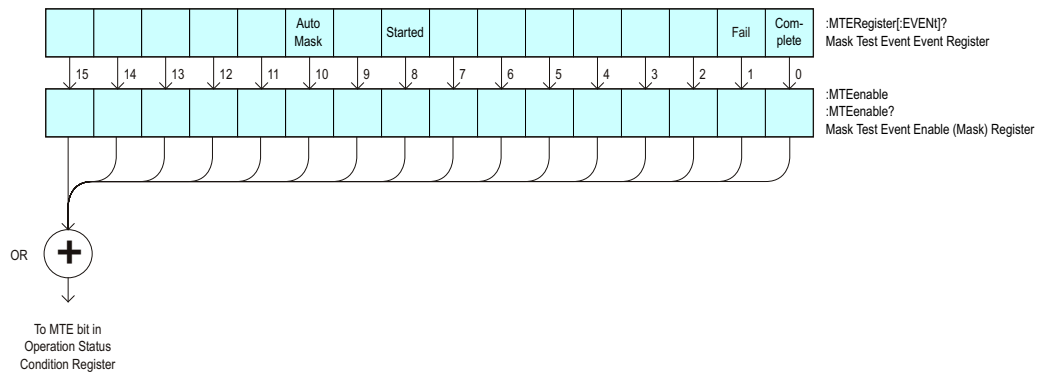 Auto
Mask
Started
Fail
Com-
plete
:MTERegister[:EVENt]?
Mask Test Event Event Register
15 14 13 12 11 10 9 8 7 6 5 4 3 2 1 0
:MTEenable
:MTEenable?
Mask Test Event Enable (Mask) Register
OR
+
To MTE bit in
Operation Status
Condition Register